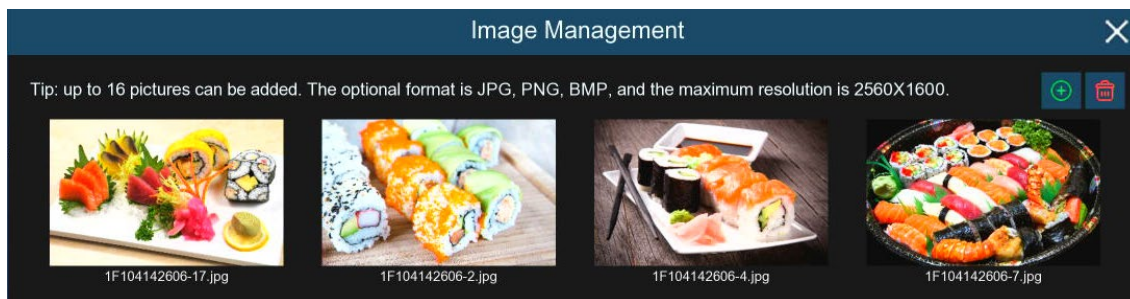 Image Management
Tip: up to 16 pictures can be added. The optional format is JPG, PNG, BMP, and the maximum resolution is 2560X1600.
1F104142606-17.jpg
1F104142606-2.jpg
1F104142606-4.jpg
1F104142606-7.jpg